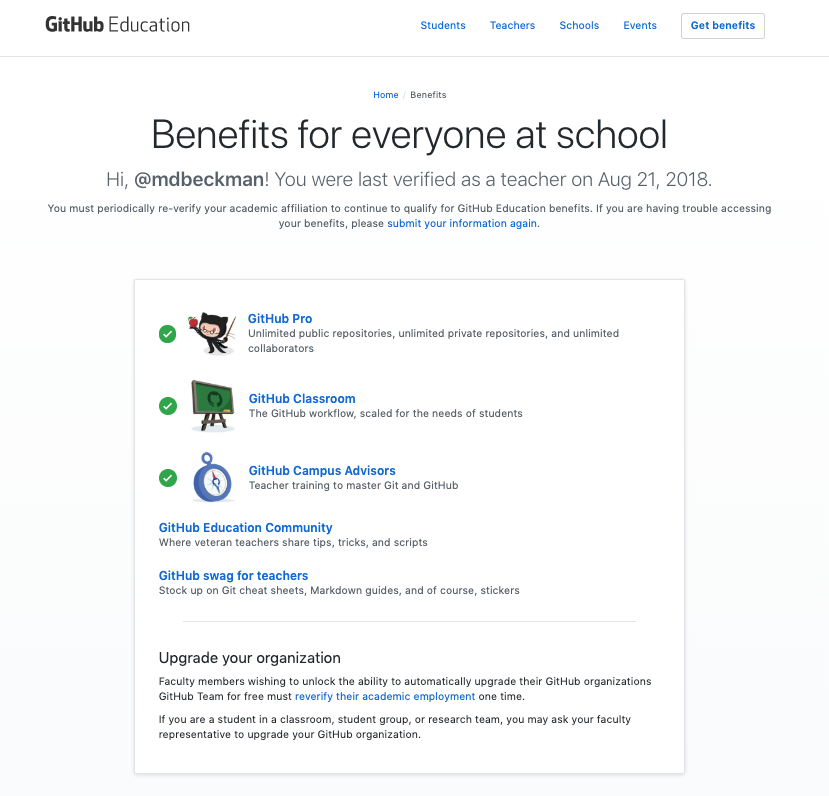 GitHub Education
Students Teachers Schools Events Get benefits
Home / Benefits
Benefits for everyone at school
Hi, @mdbeckman! You were last verified as a teacher on Aug 21, 2018.
You must periodically re-verify your academic affiliation to continue to qualify for GitHub Education benefits. If you are having trouble accessing
your benefits, please submit your information again.
GitHub Pro
Unlimited public repositories, unlimited private repositories, and unlimited
collaborators
GitHub Classroom
The GitHub workflow, scaled for the needs of students
GitHub Campus Advisors
Teacher training to master Git and GitHub
GitHub Education Community
Where veteran teachers share tips, tricks, and scripts
GitHub swag for teachers
Stock up on Git cheat sheets, Markdown guides, and of course, stickers
Upgrade your organization
Faculty members wishing to unlock the ability to automatically upgrade their GitHub organizations
GitHub Team for free must reverify their academic employment one time.
If you are a student in a classroom, student group, or research team, you may ask your faculty
representative to upgrade your GitHub organization.